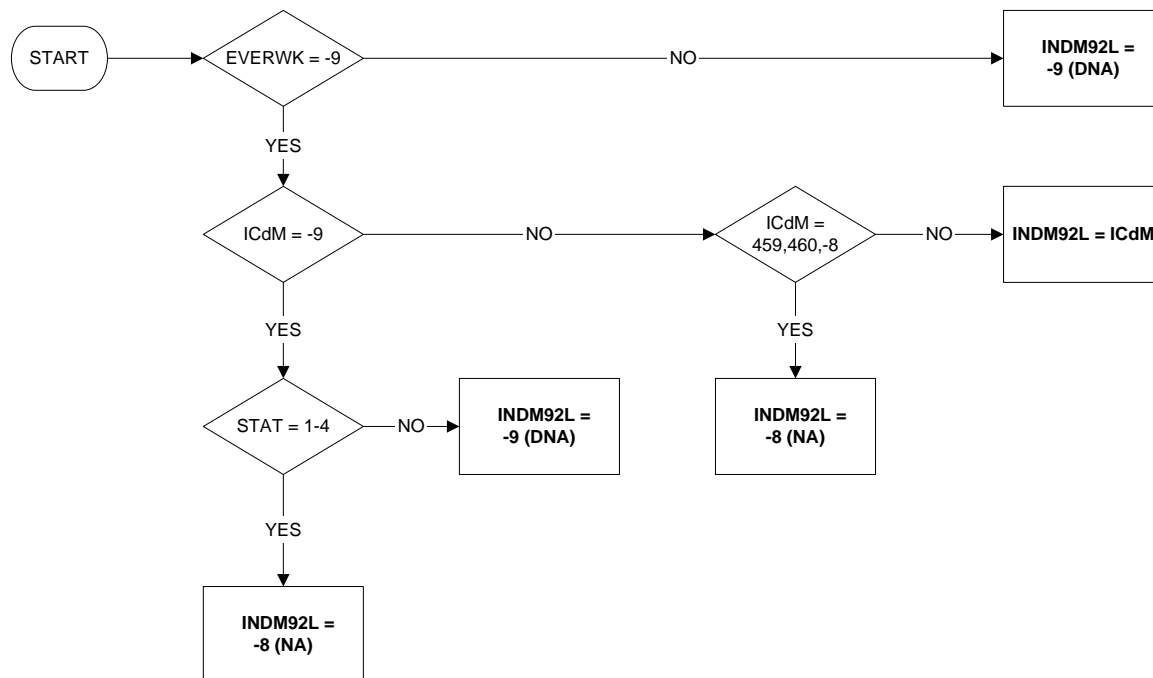 START
EVERWK = -9
NO
INDM92L =
-9 (DNA)
YES
ICdM = -9
NO
ICdM =
459,460,-8
NO
INDM92L = ICdM
YES
YES
STAT = 1-4
NO
INDM92L =
-9 (DNA)
INDM92L =
-8 (NA)
YES
INDM92L =
-8 (NA)